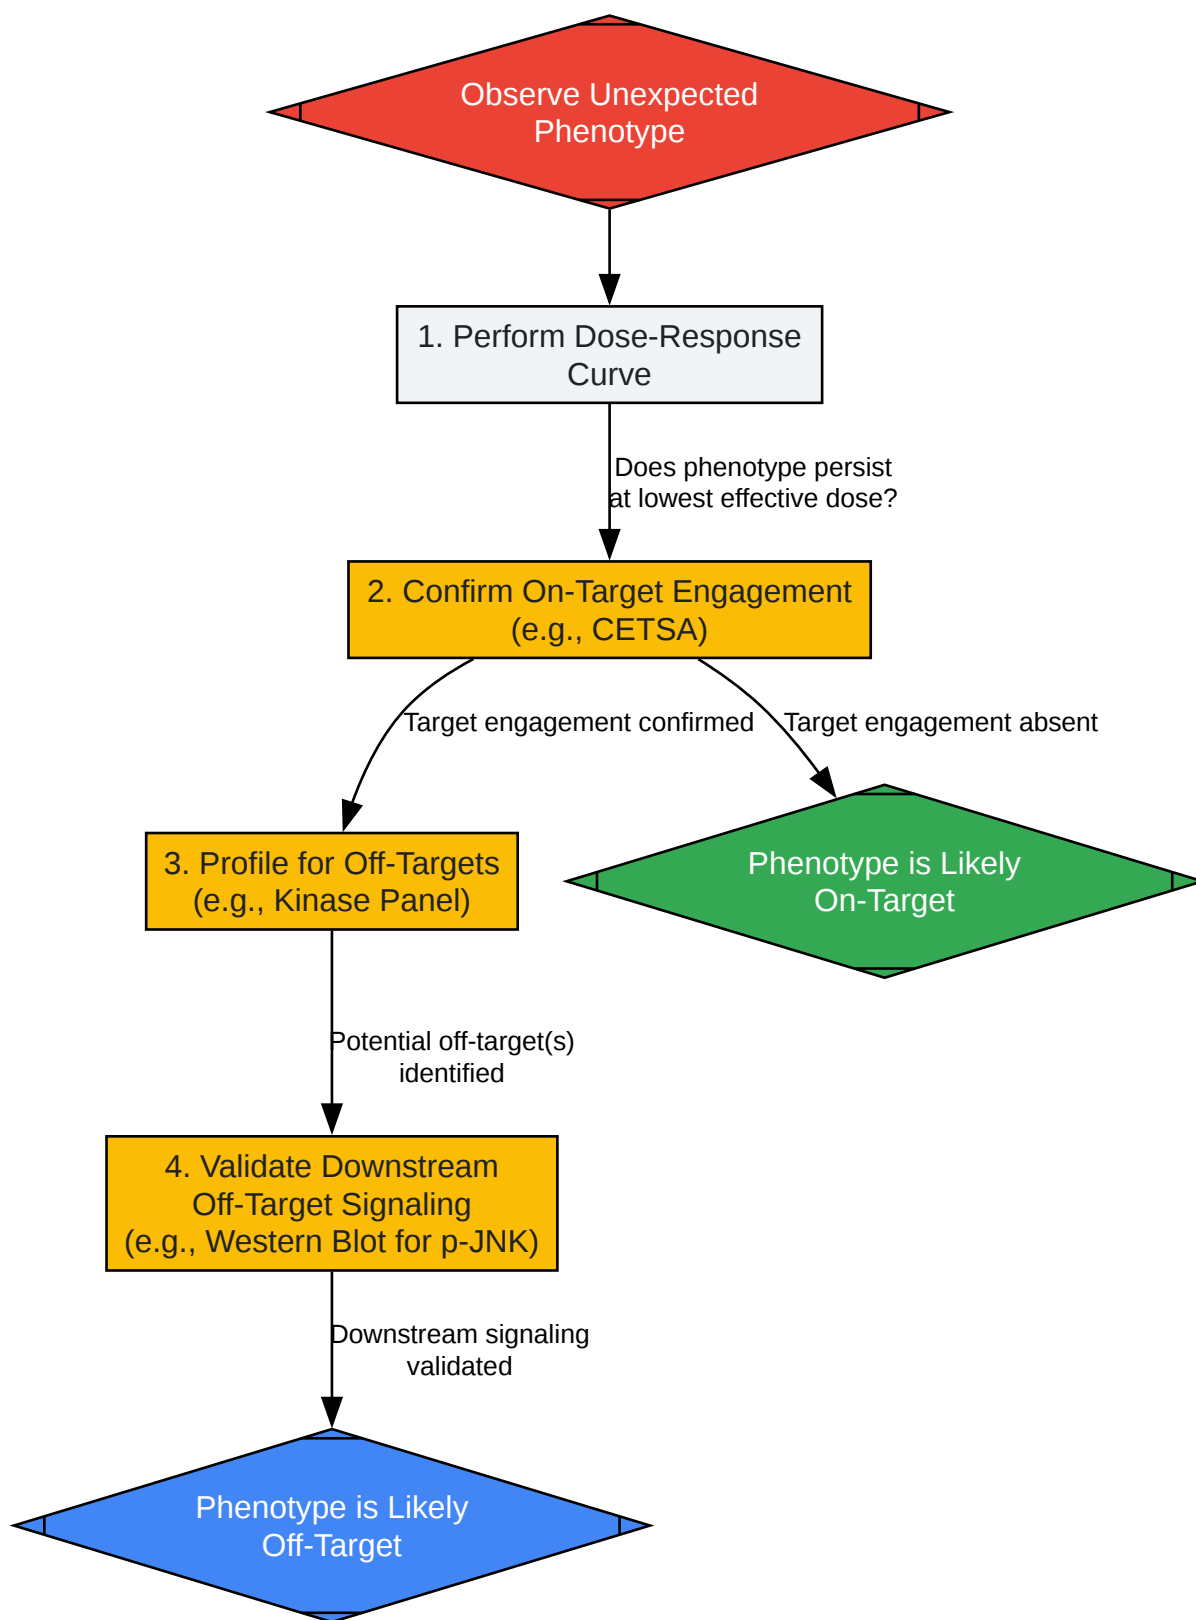 Observe Unexpected
Phenotype
1. Perform Dose-Response
Curve
Does phenotype persist
at lowest effective dose?
2. Confirm On-Target Engagement
(e.g., CETSA)
Target engagement confirmed
Target engagement absent
3. Profile for Off-Targets
(e.g., Kinase Panel)
Phenotype is Likely
On-Target
Potential off-target(s)
identified
4. Validate Downstream
Off-Target Signaling
(e.g., Western Blot for p-JNK)
Downstream signaling
validated
Phenotype is Likely
Off-Target